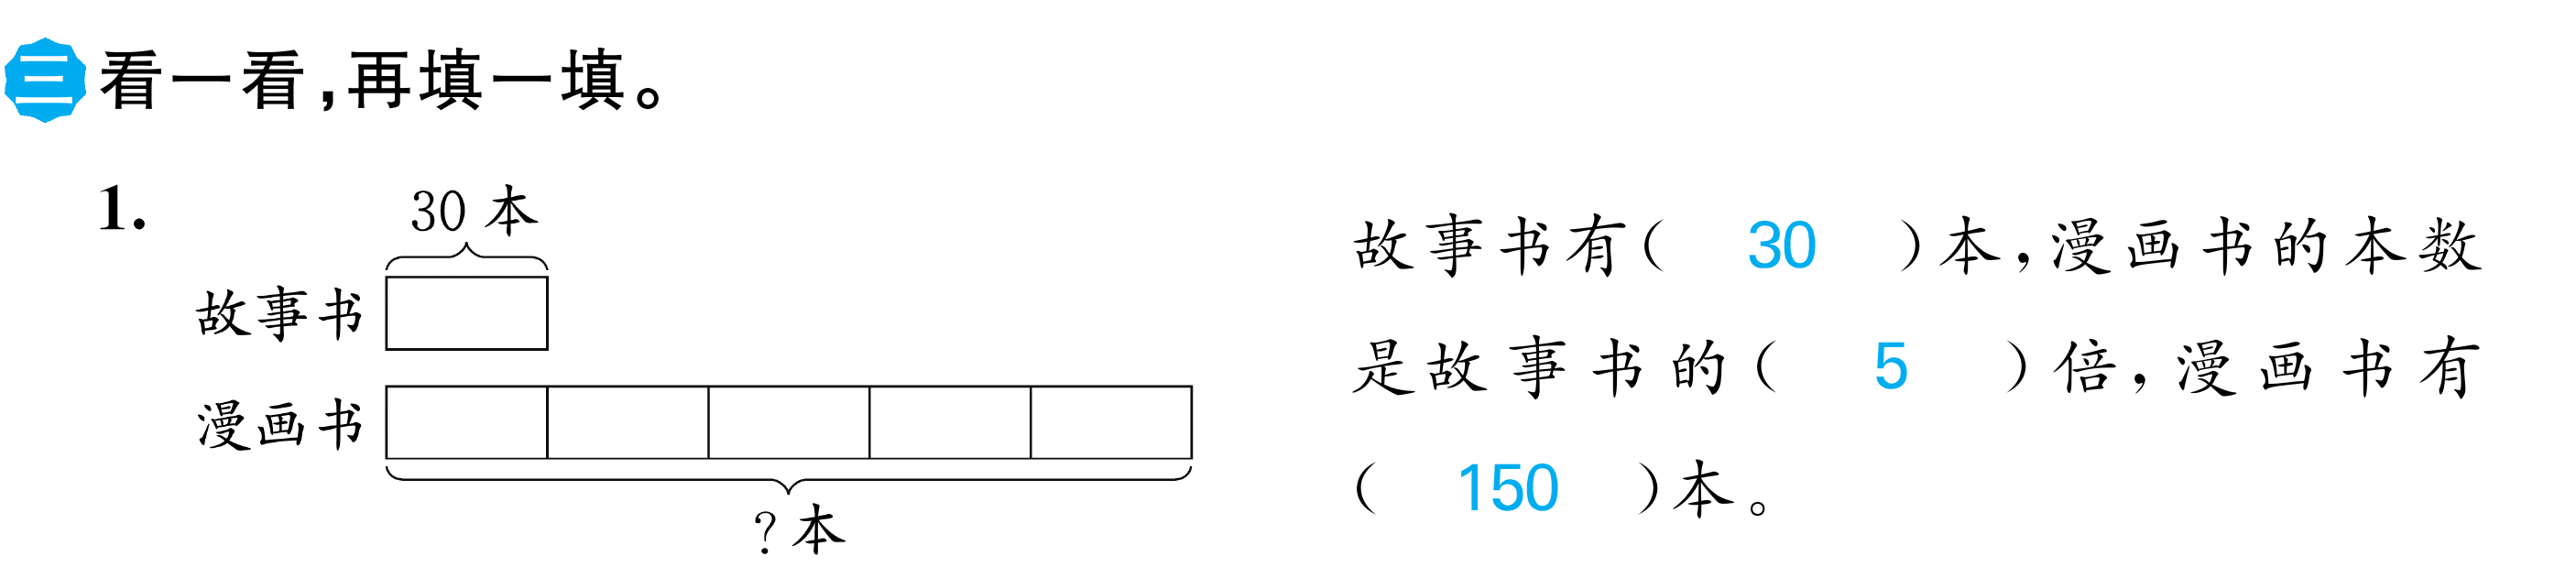 三 看一看,再填一填。
1.
30 本
故事书
漫画书
?本
故事书有( 30 )本,漫画书的本数
是故事书的( 5 )倍,漫画书有
( 150 )本。